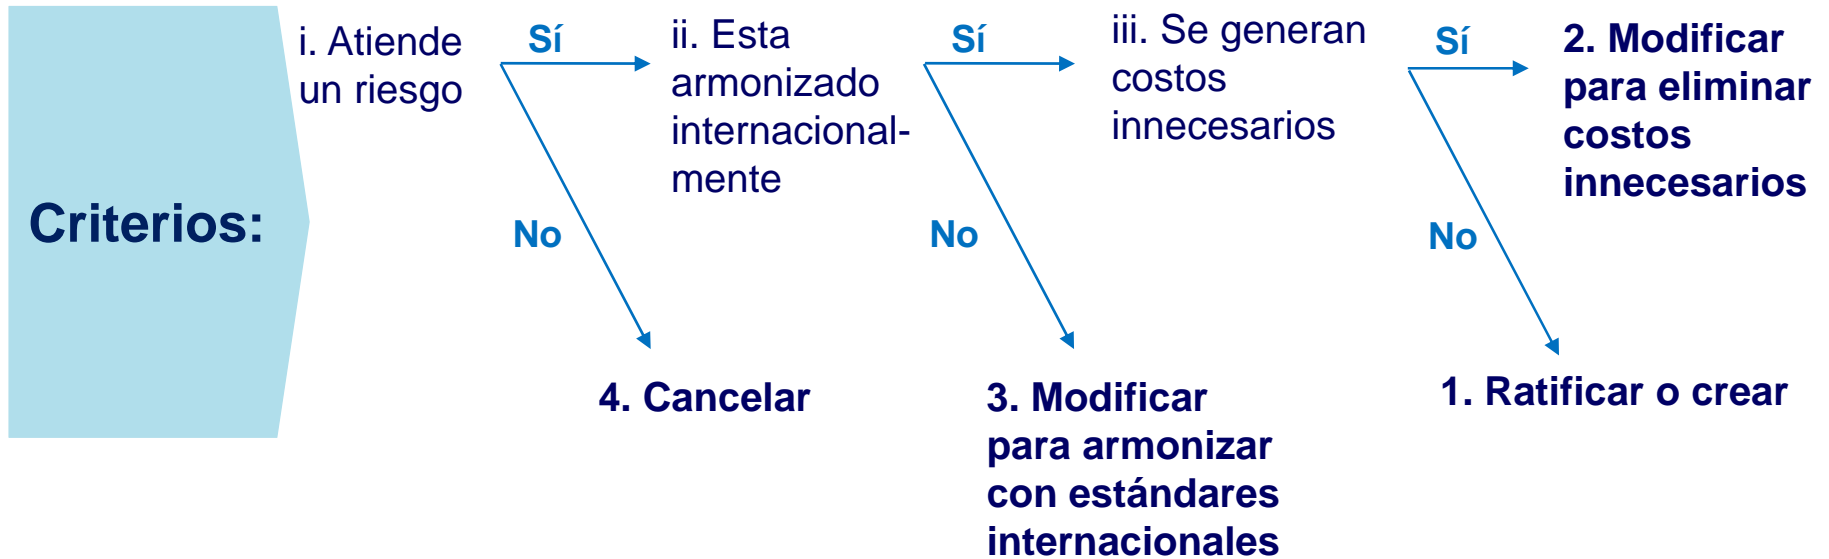 Criterios:
i. Atiende
un riesgo
Sí
No
ii. Esta
armonizado
internacional-
mente
Sí
No
iii. Se generan
costos
innecesarios
Sí
No
2. Modificar
para eliminar
costos
innecesarios
4. Cancelar
3. Modificar
para armonizar
con estándares
internacionales
1. Ratificar o crear